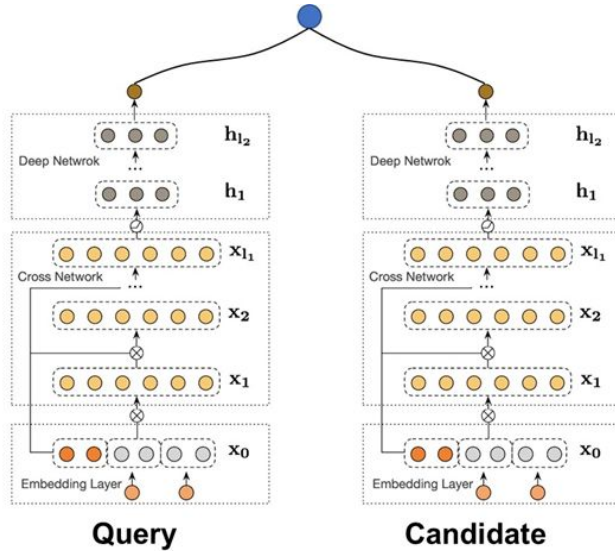 h_{l_2} h_{l_2}
Deep Netwrok Deep Netwrok
... ...
h_1 h_1
x_{l_1} x_{l_1}
Cross Network Cross Network
... ...
x_2 x_2
x_1 x_1
x_0 x_0
Embedding Layer Embedding Layer
Query Candidate